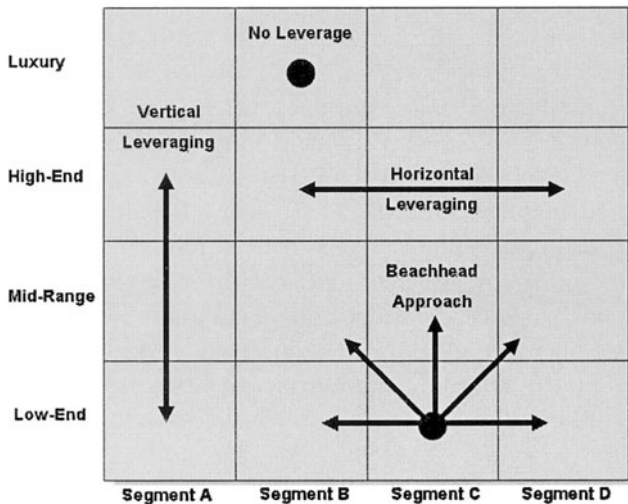 No Leverage
Luxury
Vertical
Leveraging
High-End
Horizontal
Leveraging
Beachhead
Approach
Mid-Range
Low-End
Segment A
Segment B
Segment C
Segment D